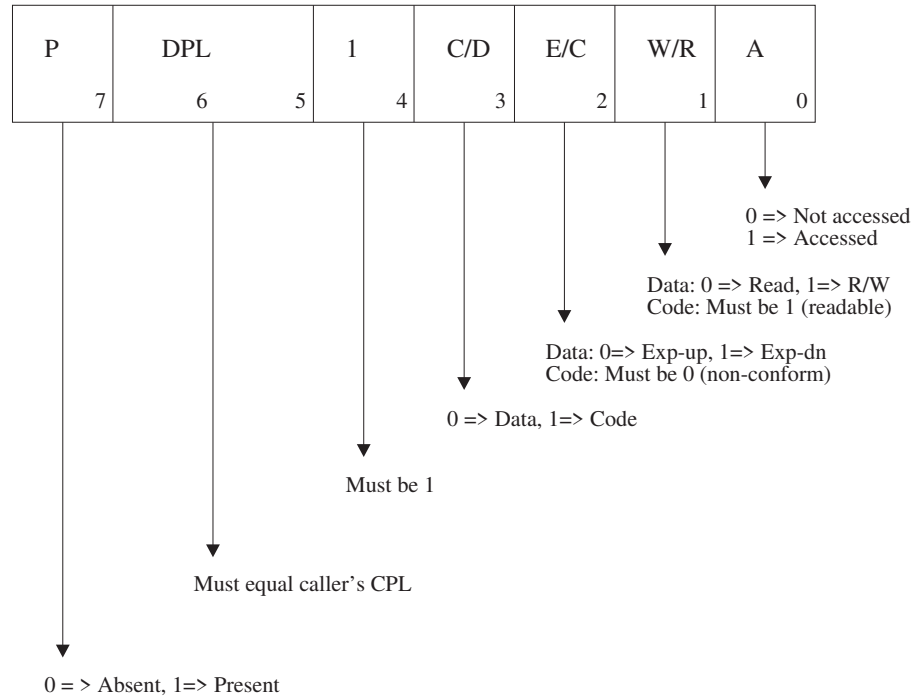 P DPL 1 C/D E/C W/R A
7 6 5 4 3 2 1 0
0 => Not accessed
1 => Accessed
Data: 0 => Read, 1=> R/W
Code: Must be 1 (readable)
Data: 0=> Exp-up, 1=> Exp-dn
Code: Must be 0 (non-conform)
0 => Data, 1=> Code
Must be 1
Must equal caller's CPL
0 = > Absent, 1=> Present